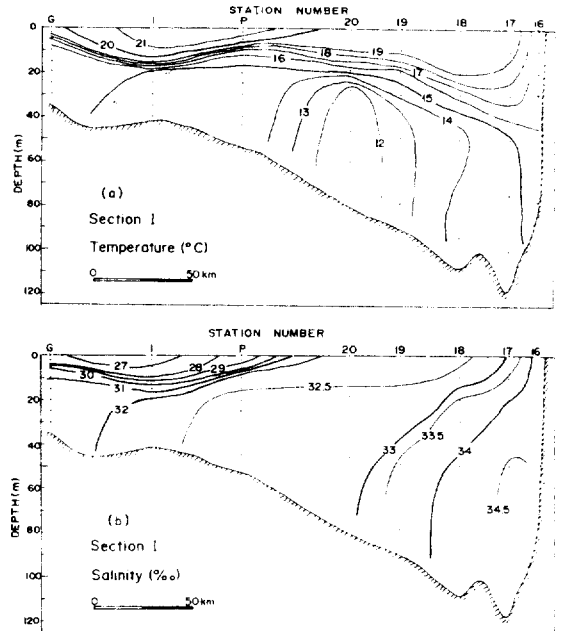 STATION NUMBER
G I P 20 19 18 17 16
0
20
40
60
80
100
120
DEPTH (m)
20 21 16 18 19 17 15 14 13 12
(a)
Section I
Temperature (°C)
0 50 km
STATION NUMBER
G I P 20 19 18 17 16
0
20
40
60
80
100
120
DEPTH (m)
27 28 29 30 31 32 32.5 33 33.5 34 34.5
(b)
Section I
Salinity (‰)
0 50 km